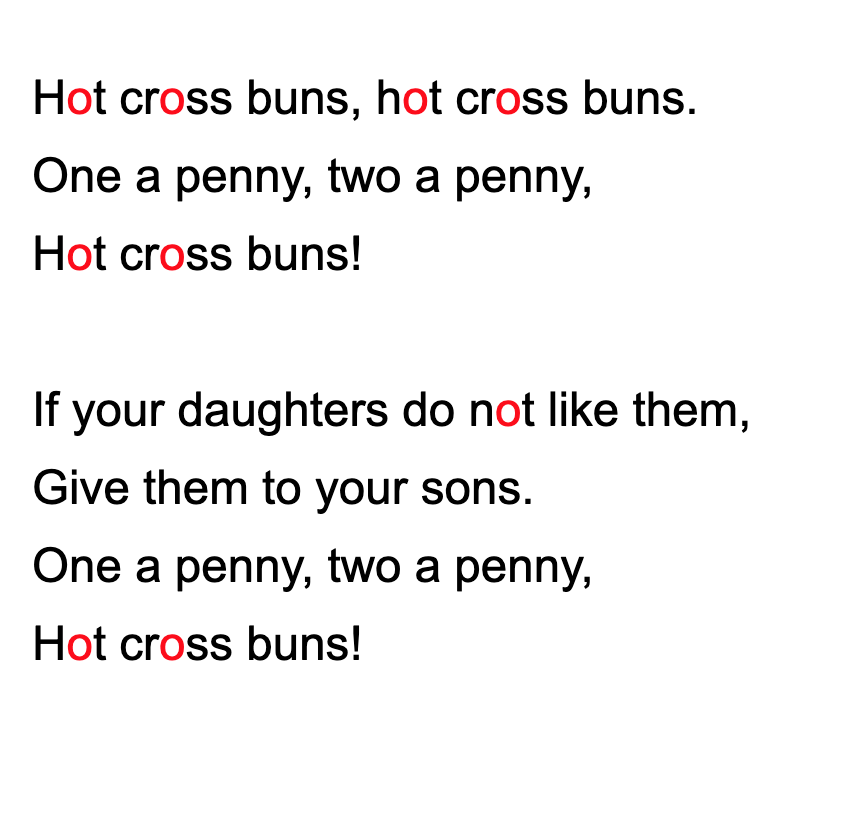 Hot cross buns, hot cross buns.
One a penny, two a penny,
Hot cross buns!
If your daughters do not like them,
Give them to your sons.
One a penny, two a penny,
Hot cross buns!